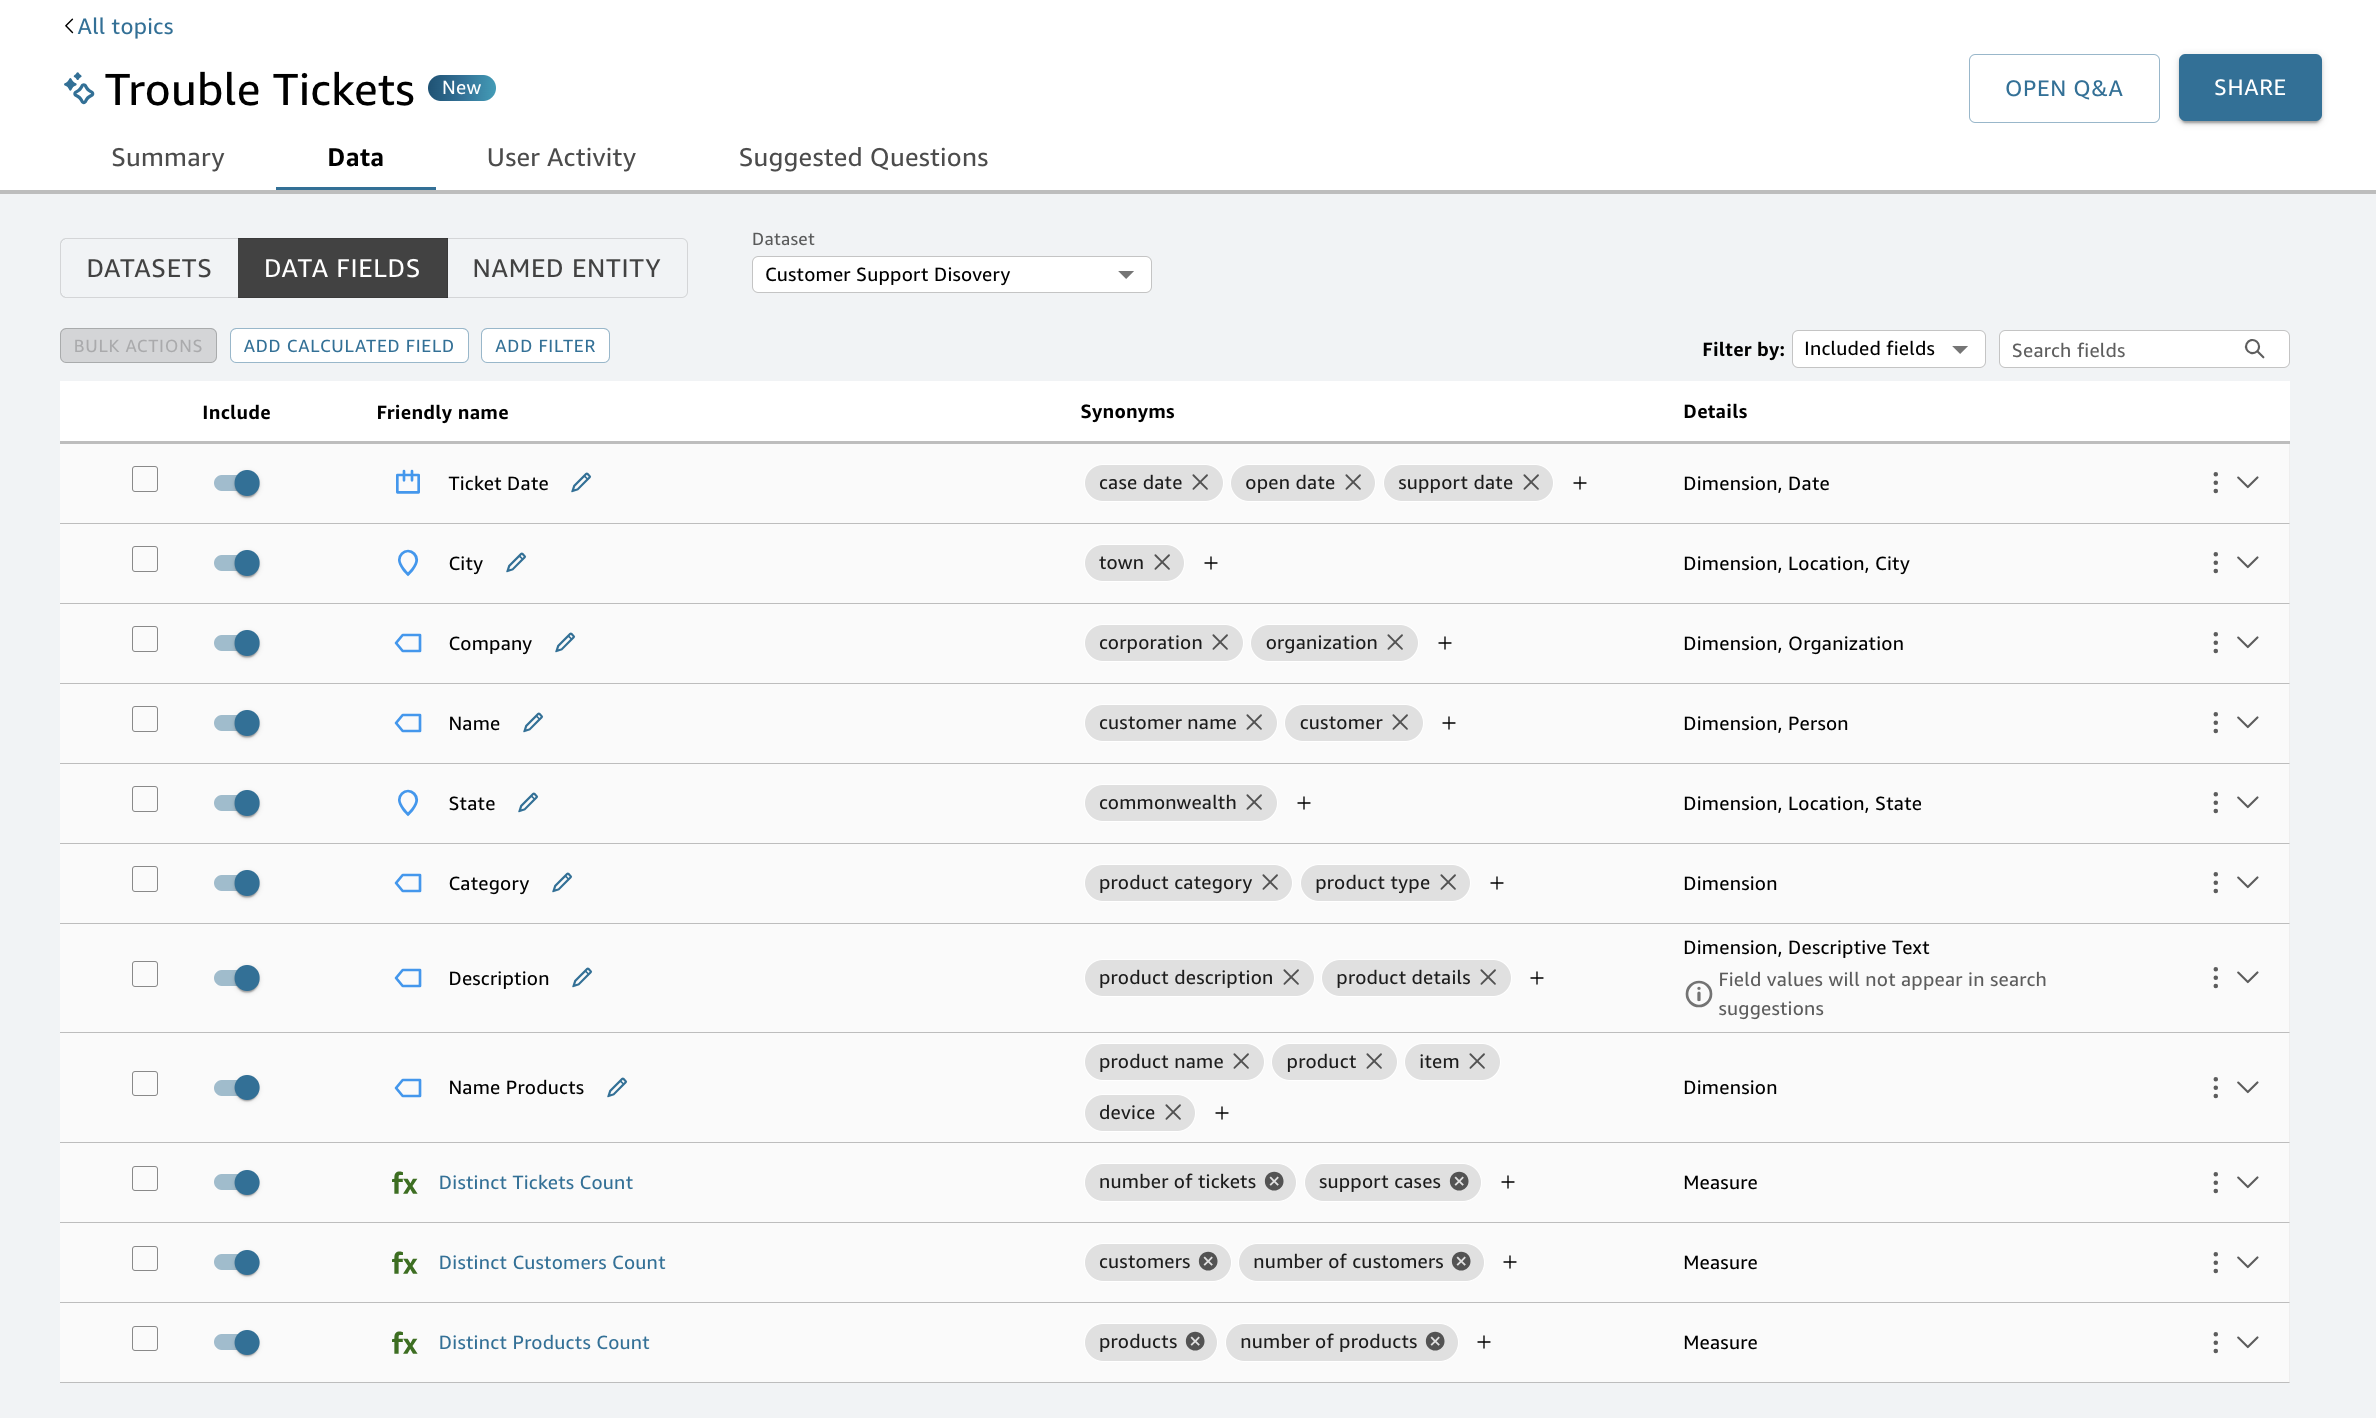 All topics
Trouble Tickets New
OPEN Q&A SHARE
Summary Data User Activity Suggested Questions
Dataset
DATASETS DATA FIELDS NAMED ENTITY Customer Support Disovery
BULK ACTIONS ADD CALCULATED FIELD ADD FILTER Filter by: Included fields Search fields
Include Friendly name Synonyms Details
Ticket Date case date open date support date Dimension, Date
City town Dimension, Location, City
Company corporation organization Dimension, Organization
Name customer name customer Dimension, Person
State commonwealth Dimension, Location, State
Category product category product type Dimension
Description product description product details Dimension, Descriptive Text
Field values will not appear in search
suggestions
Name Products product name product item Dimension
device
fx Distinct Tickets Count number of tickets support cases Measure
fx Distinct Customers Count customers number of customers Measure
fx Distinct Products Count products number of products Measure